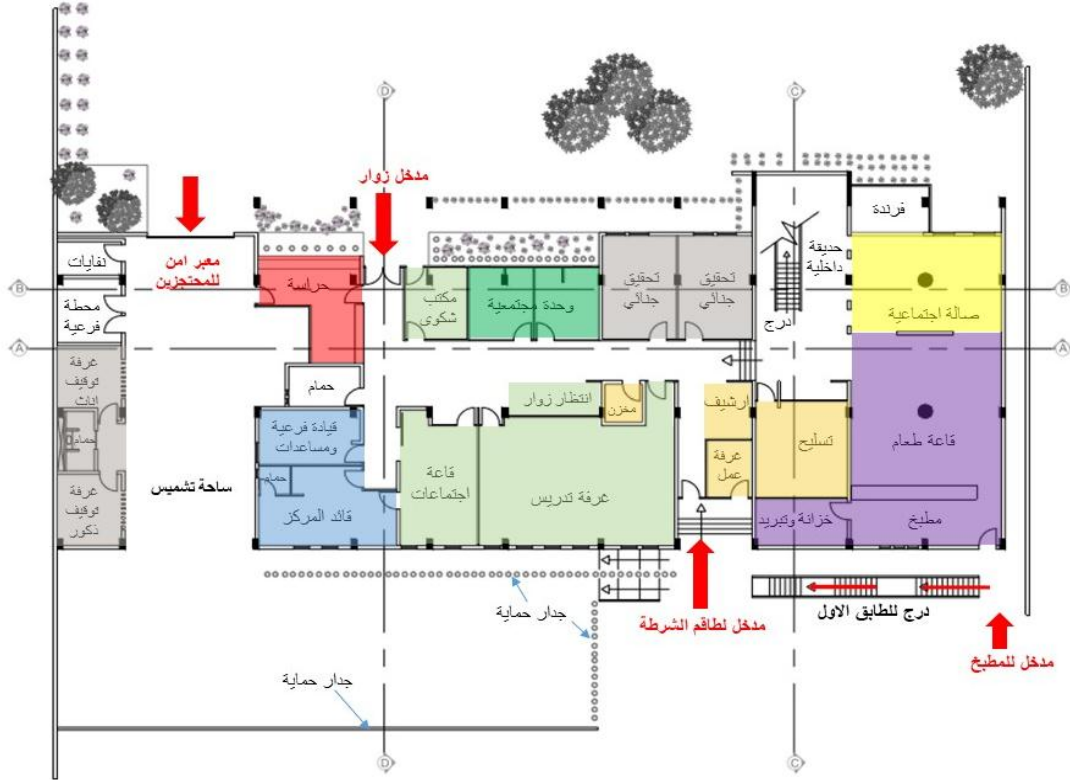 D
C
مدخل زوار
فرندة
حديقة
داخلية
نفايات
معبر امن
للمحتجزين
حراسة
مكتب
شكوى
وحدة مجتمعية
تحقيق
جنائي
تحقيق
جنائي
B
B
محطة
فرعية
درج
صالة اجتماعية
A
A
غرفة
توقيف
اناث
حمام
انتظار زوار
مخزن
ارشيف
حمام
قيادة فرعية
ومساعدات
قاعة
اجتماعات
غرفة تدريس
غرفة
عمل
تسليح
قاعة طعام
غرفة
توقيف
ذكور
ساحة تشميس
حمام
قائد المركز
خزانة وتبريد
مطبخ
جدار حماية
مدخل لطاقم الشرطة
درج للطابق الاول
مدخل للمطبخ
جدار حماية
D
C